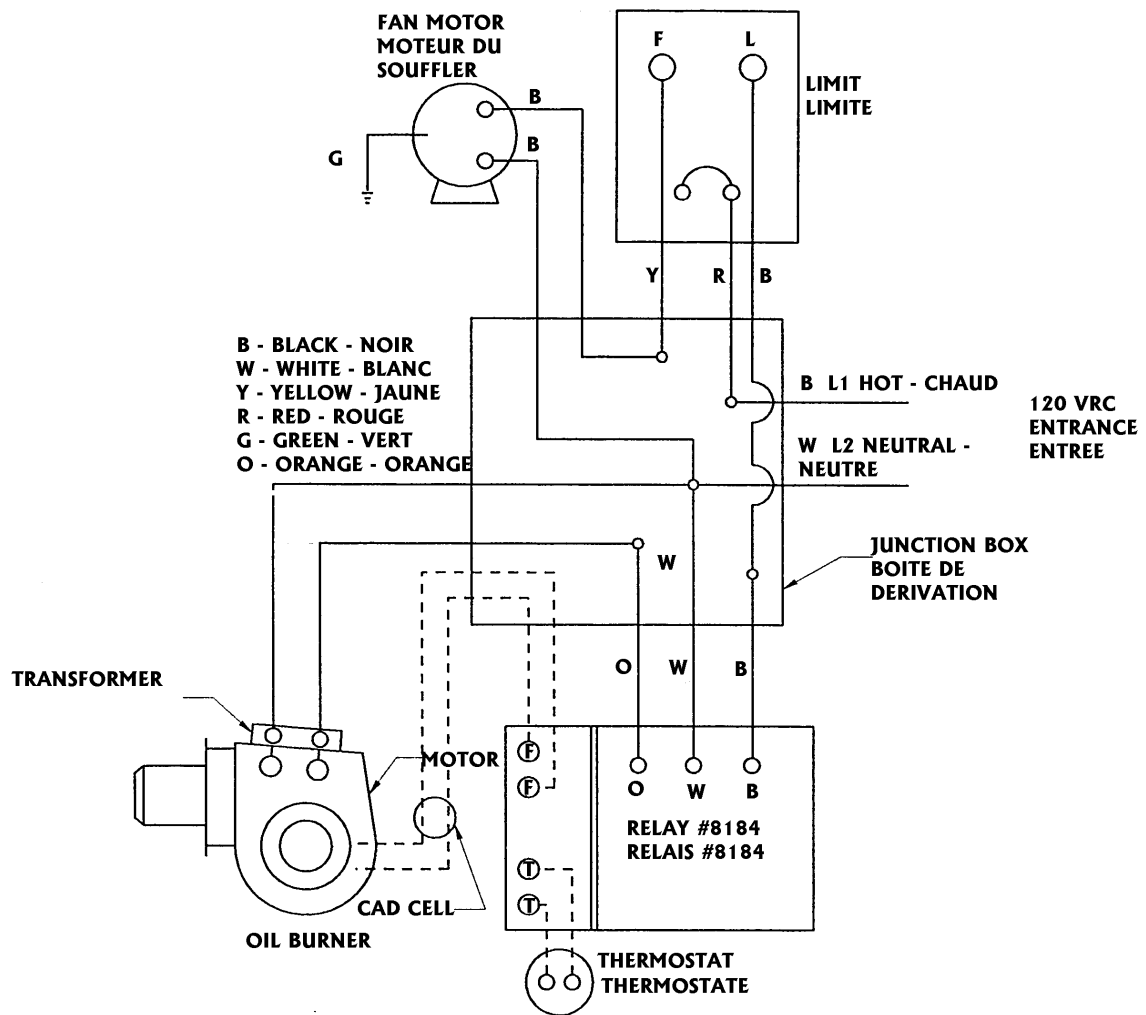 FAN MOTOR
MOTEUR DU
SOUFFLER
B
B
G
F L
LIMIT
LIMITE
Y R B
B - BLACK - NOIR
W - WHITE - BLANC
Y - YELLOW - JAUNE
R - RED - ROUGE
G - GREEN - VERT
O - ORANGE - ORANGE
B L1 HOT - CHAUD
W L2 NEUTRAL -
NEUTRE
120 VRC
ENTRANCE
ENTREE
W
JUNCTION BOX
BOITE DE
DERIVATION
O W B
TRANSFORMER
MOTOR
F
F
T
T
O W B
RELAY #8184
RELAIS #8184
CAD CELL
OIL BURNER
THERMOSTAT
THERMOSTATE